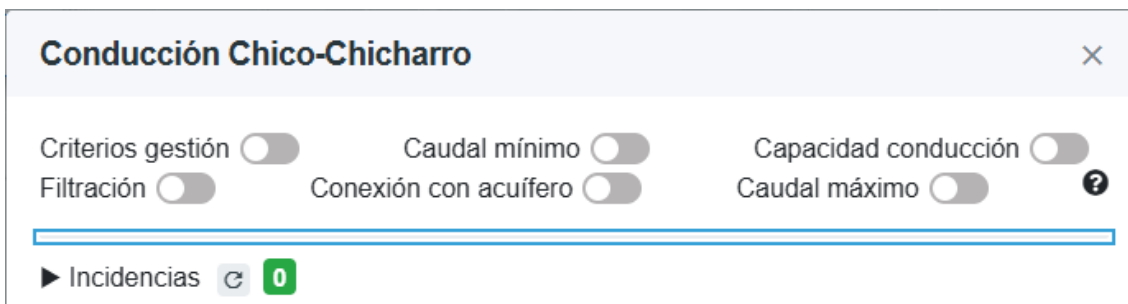 Conducción Chico-Chicharro
Criterios gestión Caudal mínimo Capacidad conducción
Filtración Conexión con acuífero Caudal máximo ?
Incidencias 0